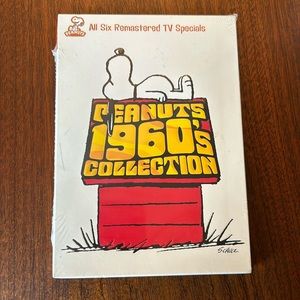 All Six Remastered TV Specials
PEANUTS
1960's
COLLECTION
SCHULZ